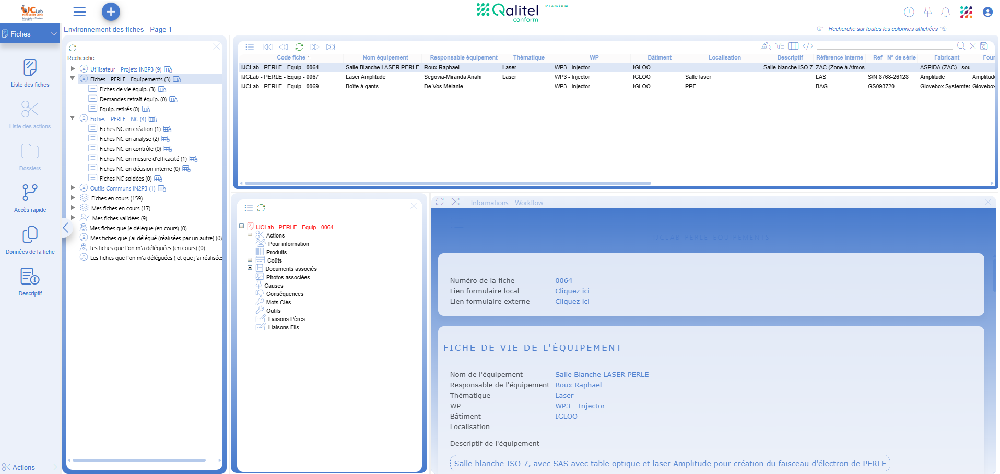 iJCLab
Irène Joliot-Curie
Qalitel Premium
conform
Fiches
Environnement des fiches - Page 1
Recherche sur toutes les colonnes affichées
Liste des fiches
Liste des actions
Dossiers
Accès rapide
Données de la fiche
Descriptif
Actions
Recherche
Utilisateur - Projets IN2P3 (9)
Fiches - PERLE - Equipements (3)
Fiches de vie équip. (3)
Demandes retrait équip. (0)
Equip. retirés (0)
Fiches - PERLE - NC (4)
Fiches NC en création (1)
Fiches NC en analyse (2)
Fiches NC en contrôle (0)
Fiches NC en mesure d'efficacité (1)
Fiches NC en décision interne (0)
Fiches NC soldées (0)
Outils Communs IN2P3 (1)
Fiches en cours (159)
Mes fiches en cours (17)
Mes fiches validées (9)
Mes fiches que je délègue (en cours) (0)
Mes fiches que j'ai délégué (réalisées par un autre) (0)
Les fiches que l'on m'a déléguées (en cours) (0)
Les fiches que l'on m'a déléguées ( et que j'ai réalisées
Code fiche Nom équipement Responsable équipement Thématique WP Bâtiment Localisation Descriptif Référence interne Ref - N° de série Fabricant Four
IJCLab - PERLE - Equip - 0064 Salle Blanche LASER PERLE Roux Raphael Laser WP3 - Injector IGLOO Salle blanche ISO 7 ZAC (Zone à Atmos ASPIDA (ZAC) - sou
IJCLab - PERLE - Equip - 0067 Laser Amplitude Segovia-Miranda Anahi Laser WP3 - Injector IGLOO Salle laser LAS S/N 8768-26128 Amplitude Amplitud
IJCLab - PERLE - Equip - 0069 Boîte à gants De Vos Mélanie WP3 - Injector IGLOO PPF BAG GS093720 Glovebox Systemtec Glovebox
IJCLab - PERLE - Equip - 0064
Actions
Pour information
Produits
Coûts
Documents associés
Photos associées
Causes
Conséquences
Mots Clés
Outils
Liaisons Pères
Liaisons Fils
Informations Workflow
IJCLAB-PERLE-EQUIPEMENTS
Numéro de la fiche 0064
Lien formulaire local Cliquez ici
Lien formulaire externe Cliquez ici
FICHE DE VIE DE L'ÉQUIPEMENT
Nom de l'équipement Salle Blanche LASER PERLE
Responsable de l'équipement Roux Raphael
Thématique Laser
WP WP3 - Injector
Bâtiment IGLOO
Localisation
Descriptif de l'équipement
Salle blanche ISO 7, avec SAS avec table optique et laser Amplitude pour création du faisceau d'électron de PERLE